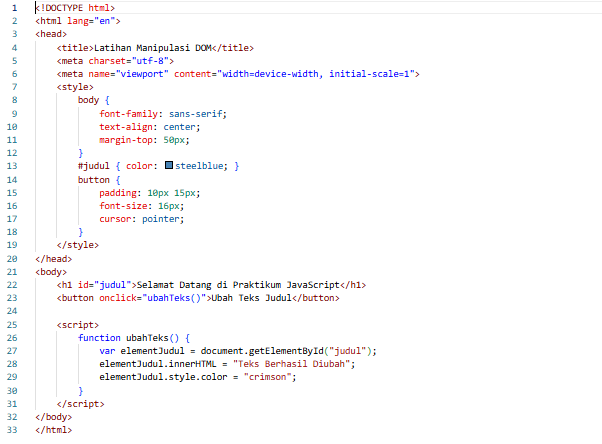 1 <!DOCTYPE html>
2 <html lang="en">
3 <head>
4     <title>Latihan Manipulasi DOM</title>
5     <meta charset="utf-8">
6     <meta name="viewport" content="width=device-width, initial-scale=1">
7     <style>
8         body {
9             font-family: sans-serif;
10             text-align: center;
11             margin-top: 50px;
12         }
13         #judul { color: steelblue; }
14         button {
15             padding: 10px 15px;
16             font-size: 16px;
17             cursor: pointer;
18         }
19     </style>
20 </head>
21 <body>
22     <h1 id="judul">Selamat Datang di Praktikum JavaScript</h1>
23     <button onclick="ubahTeks()">Ubah Teks Judul</button>
24
25     <script>
26         function ubahTeks() {
27             var elementJudul = document.getElementById("judul");
28             elementJudul.innerHTML = "Teks Berhasil Diubah";
29             elementJudul.style.color = "crimson";
30         }
31     </script>
32 </body>
33 </html>